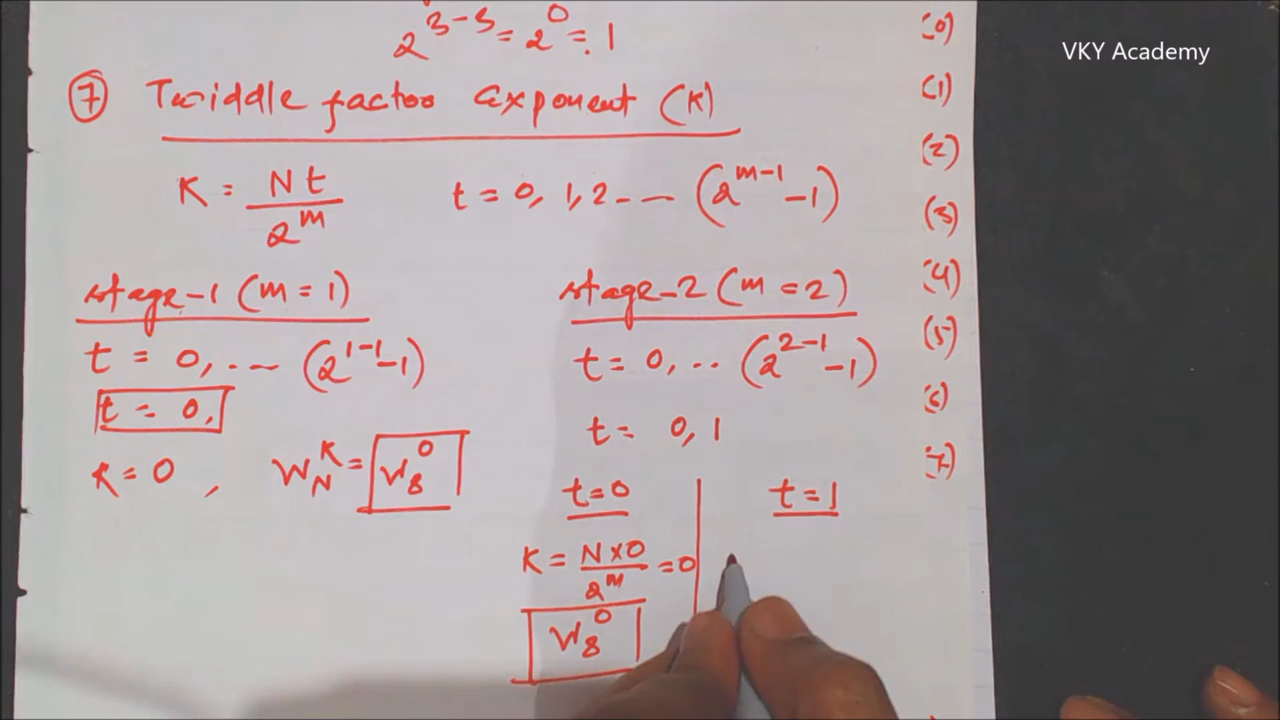 2^{3-3} = 2^0 = 1
VKY Academy
⑦ Twiddle factor exponent (K)
K = Nt / 2^m    t = 0, 1, 2 -- — (2^{m-1} - 1)
stage-1 (m = 1)
t = 0, ... — (2^{1-1} - 1)
t = 0,
K = 0 , W_N^K = W_8^0
stage-2 (m = 2)
t = 0, .. (2^{2-1} - 1)
t = 0, 1
t = 0
K = N×0 / 2^m = 0
W_8^0
t = 1
(0)
(1)
(2)
(3)
(4)
(5)
(6)
(7)